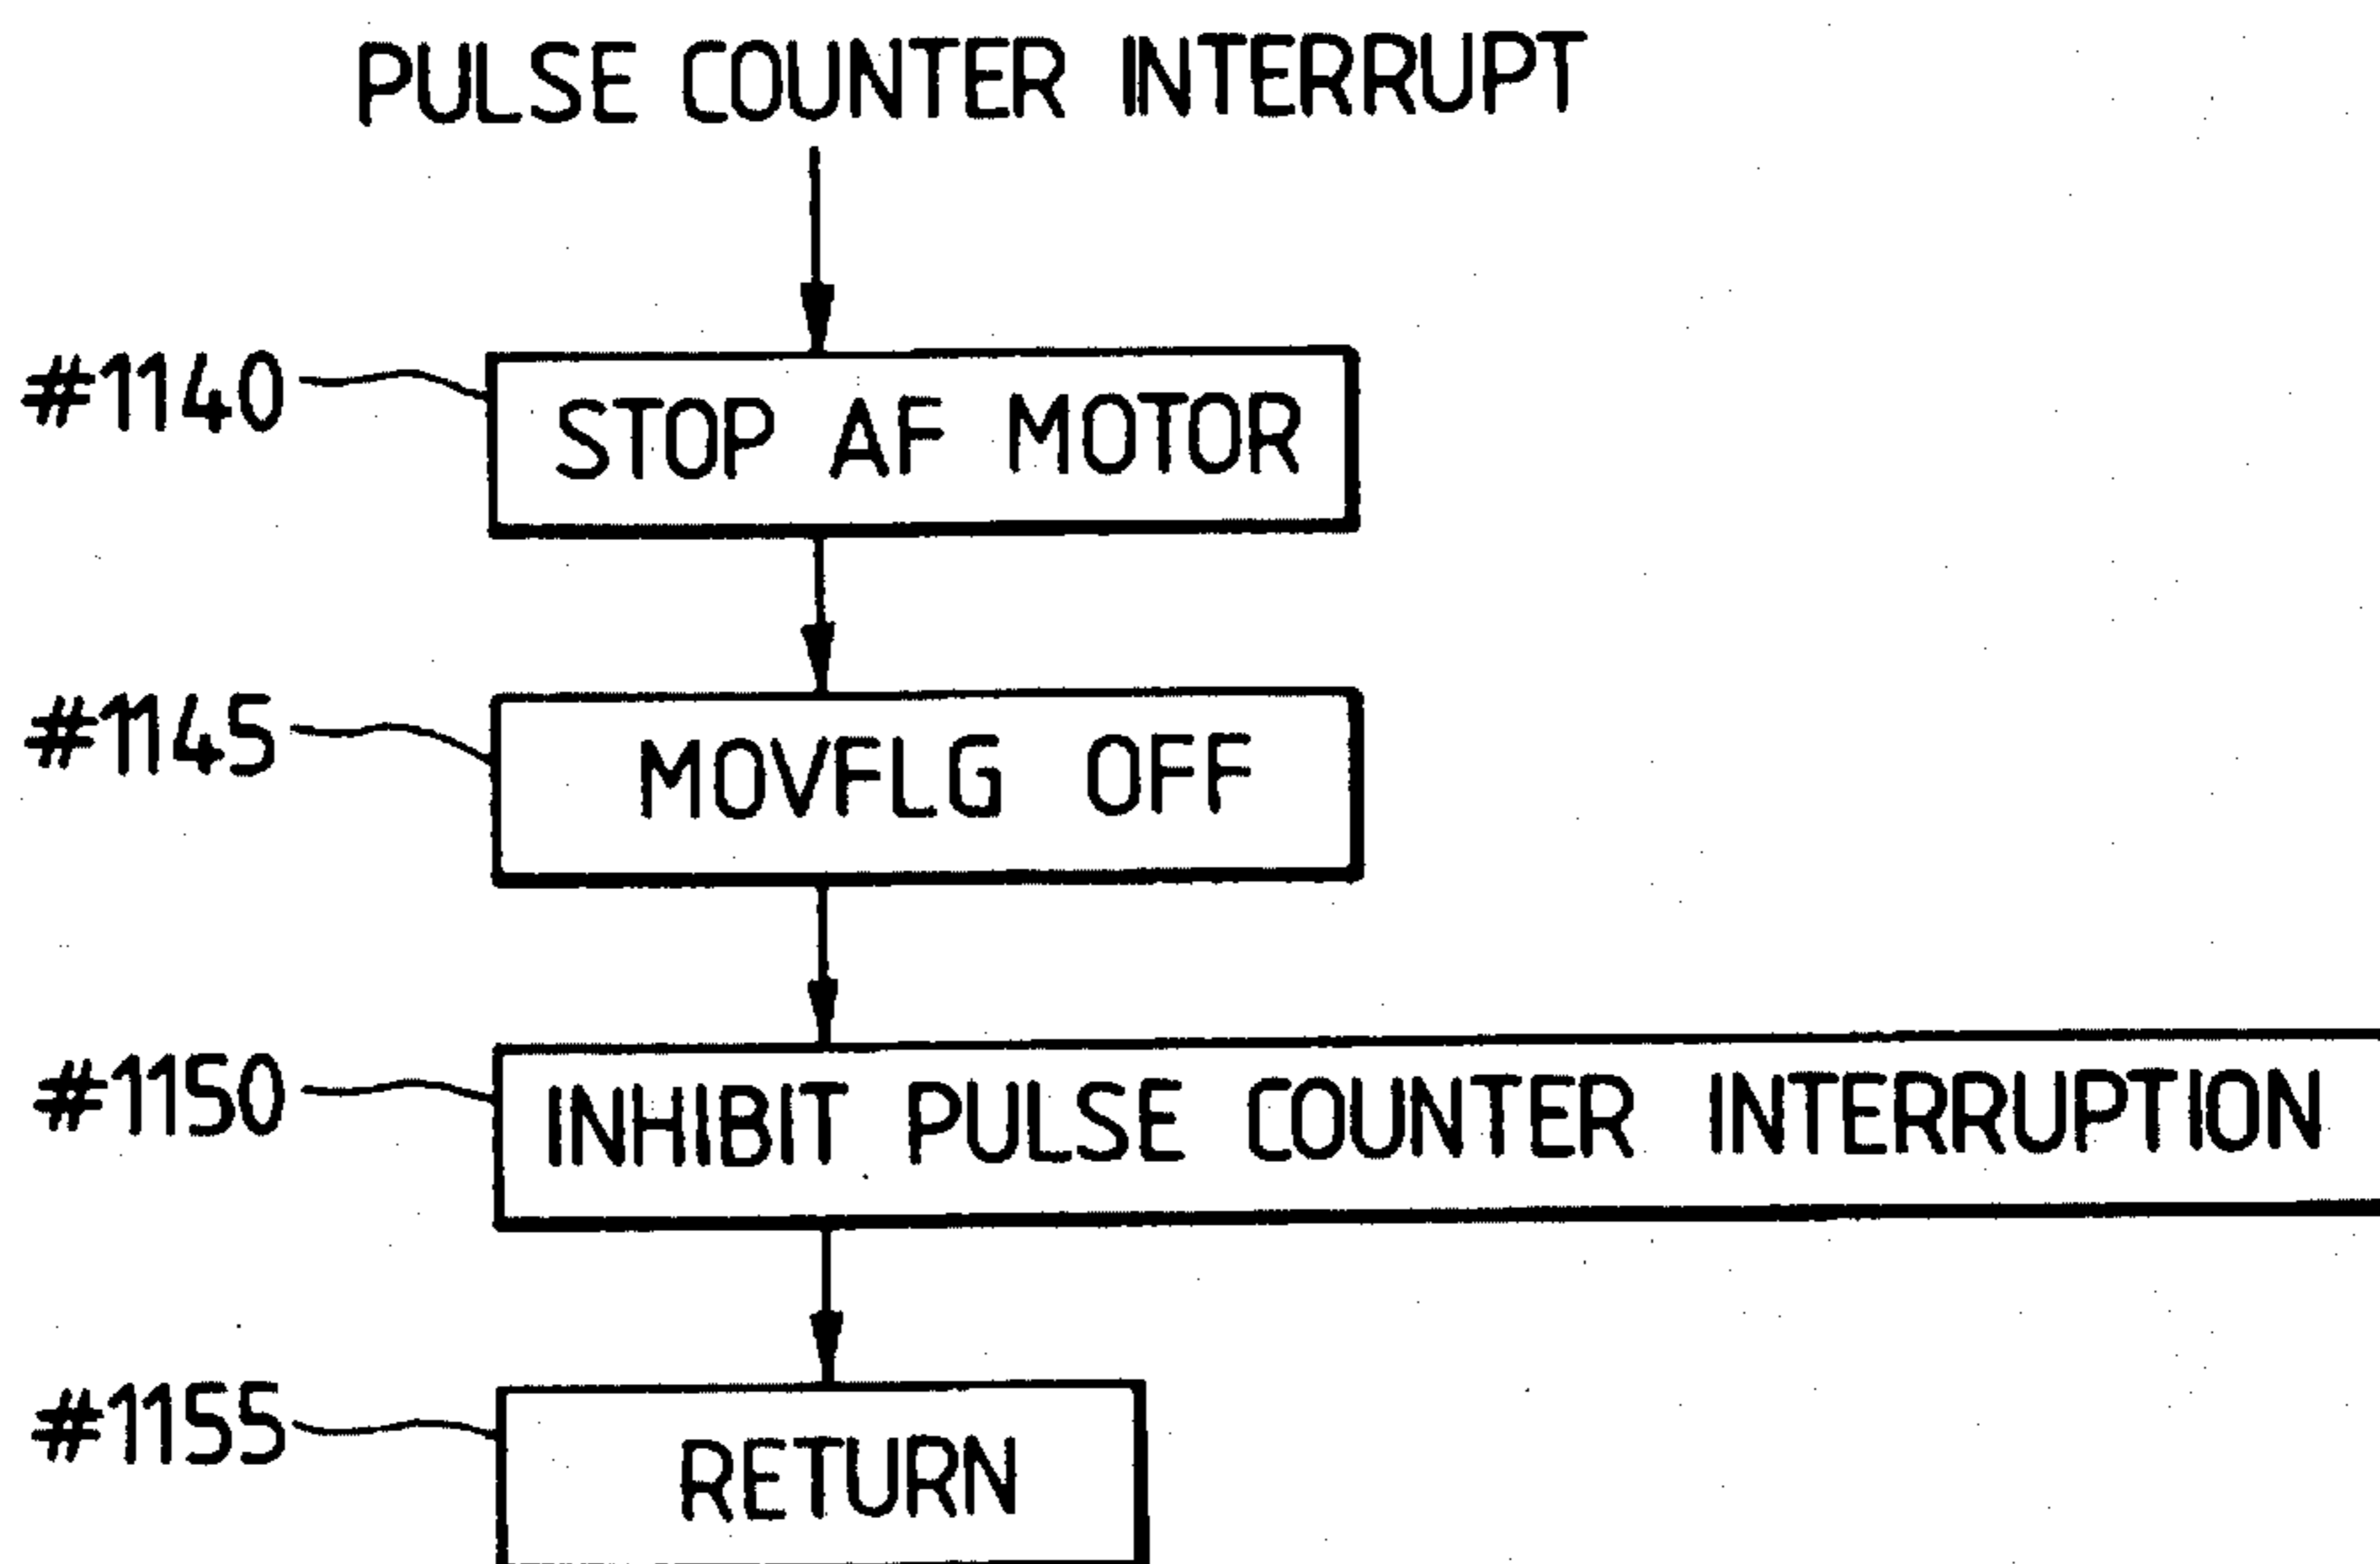 PULSE COUNTER INTERRUPT
#1140
STOP AF MOTOR
#1145
MOVFLG OFF
#1150
INHIBIT PULSE COUNTER INTERRUPTION
#1155
RETURN